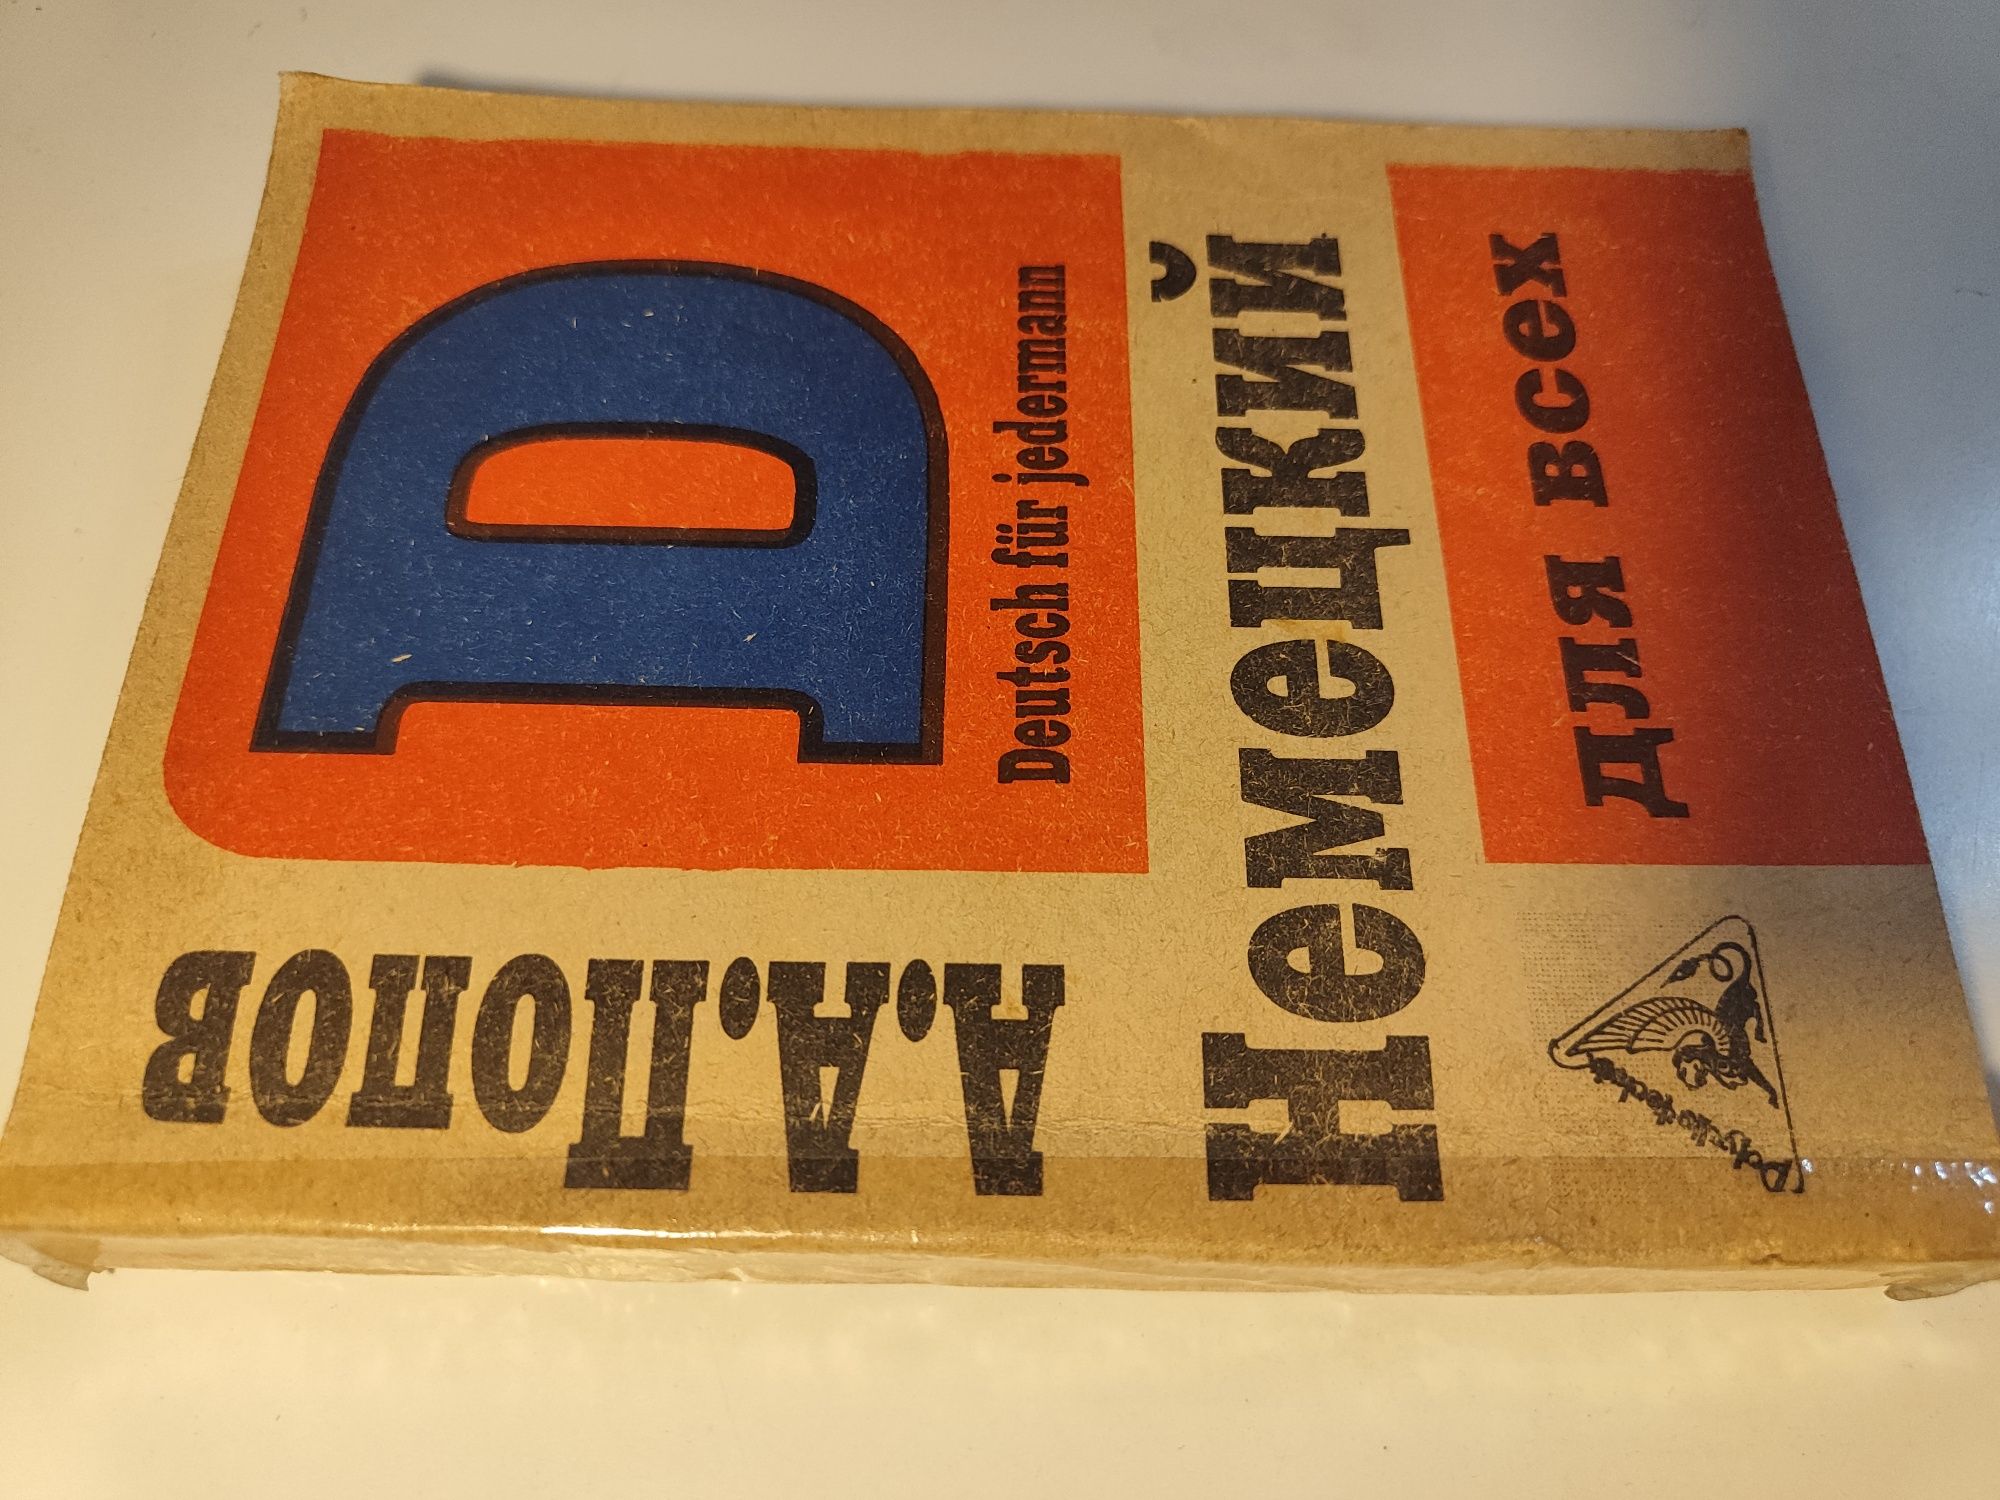 А.А.Попов
D
Deutsch für jedermann
Немецкий
для всех